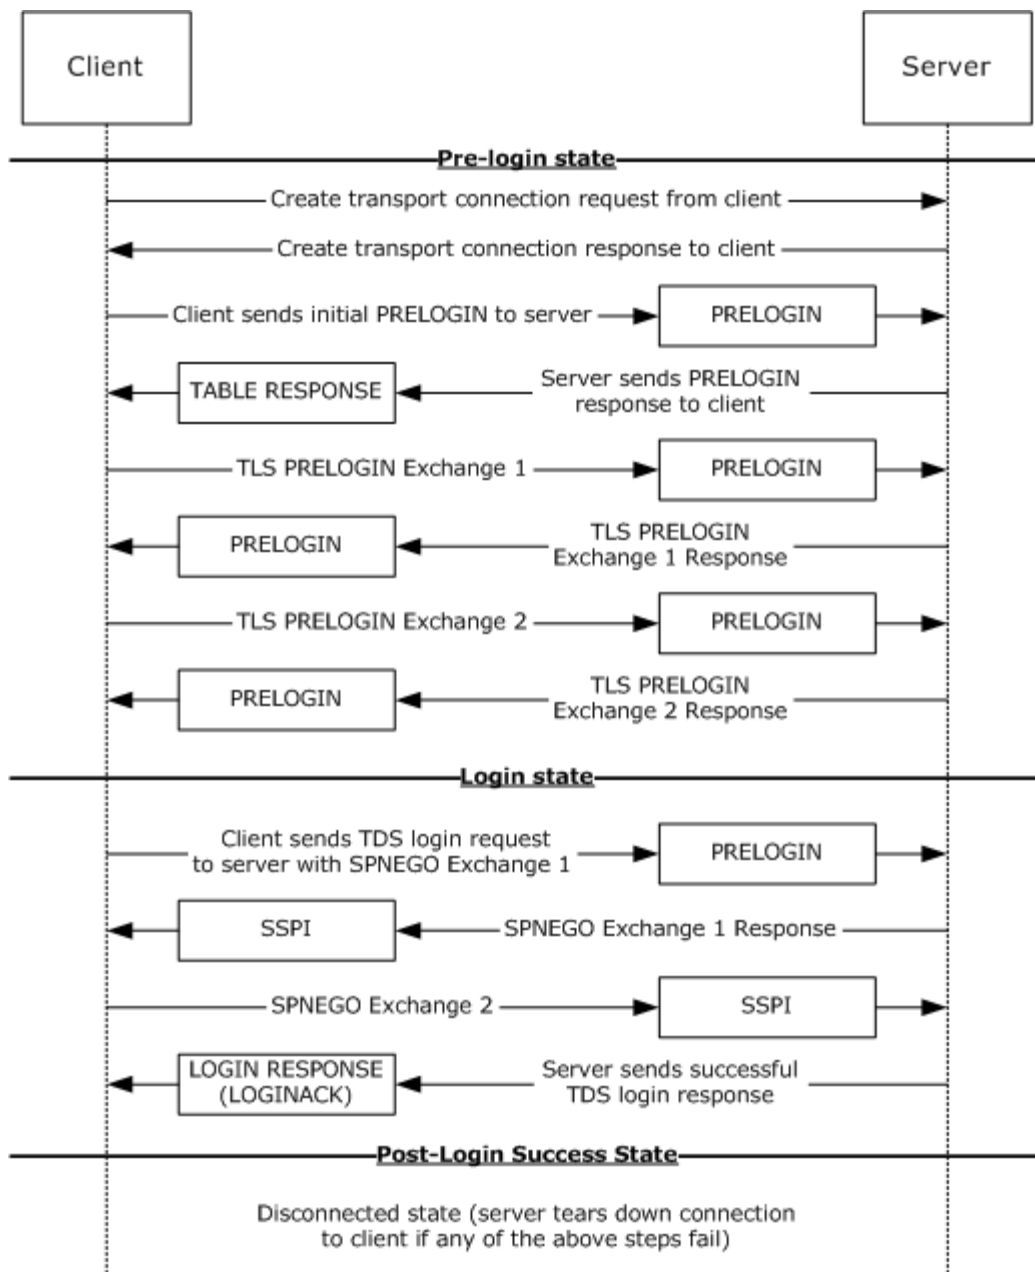 Client
Server
Pre-login state
Create transport connection request from client
Create transport connection response to client
Client sends initial PRELOGIN to server
PRELOGIN
TABLE RESPONSE
Server sends PRELOGIN
response to client
TLS PRELOGIN Exchange 1
PRELOGIN
PRELOGIN
TLS PRELOGIN
Exchange 1 Response
TLS PRELOGIN Exchange 2
PRELOGIN
PRELOGIN
TLS PRELOGIN
Exchange 2 Response
Login state
Client sends TDS login request
to server with SPNEGO Exchange 1
PRELOGIN
SSPI
SPNEGO Exchange 1 Response
SPNEGO Exchange 2
SSPI
LOGIN RESPONSE
(LOGINACK)
Server sends successful
TDS login response
Post-Login Success State
Disconnected state (server tears down connection
to client if any of the above steps fail)